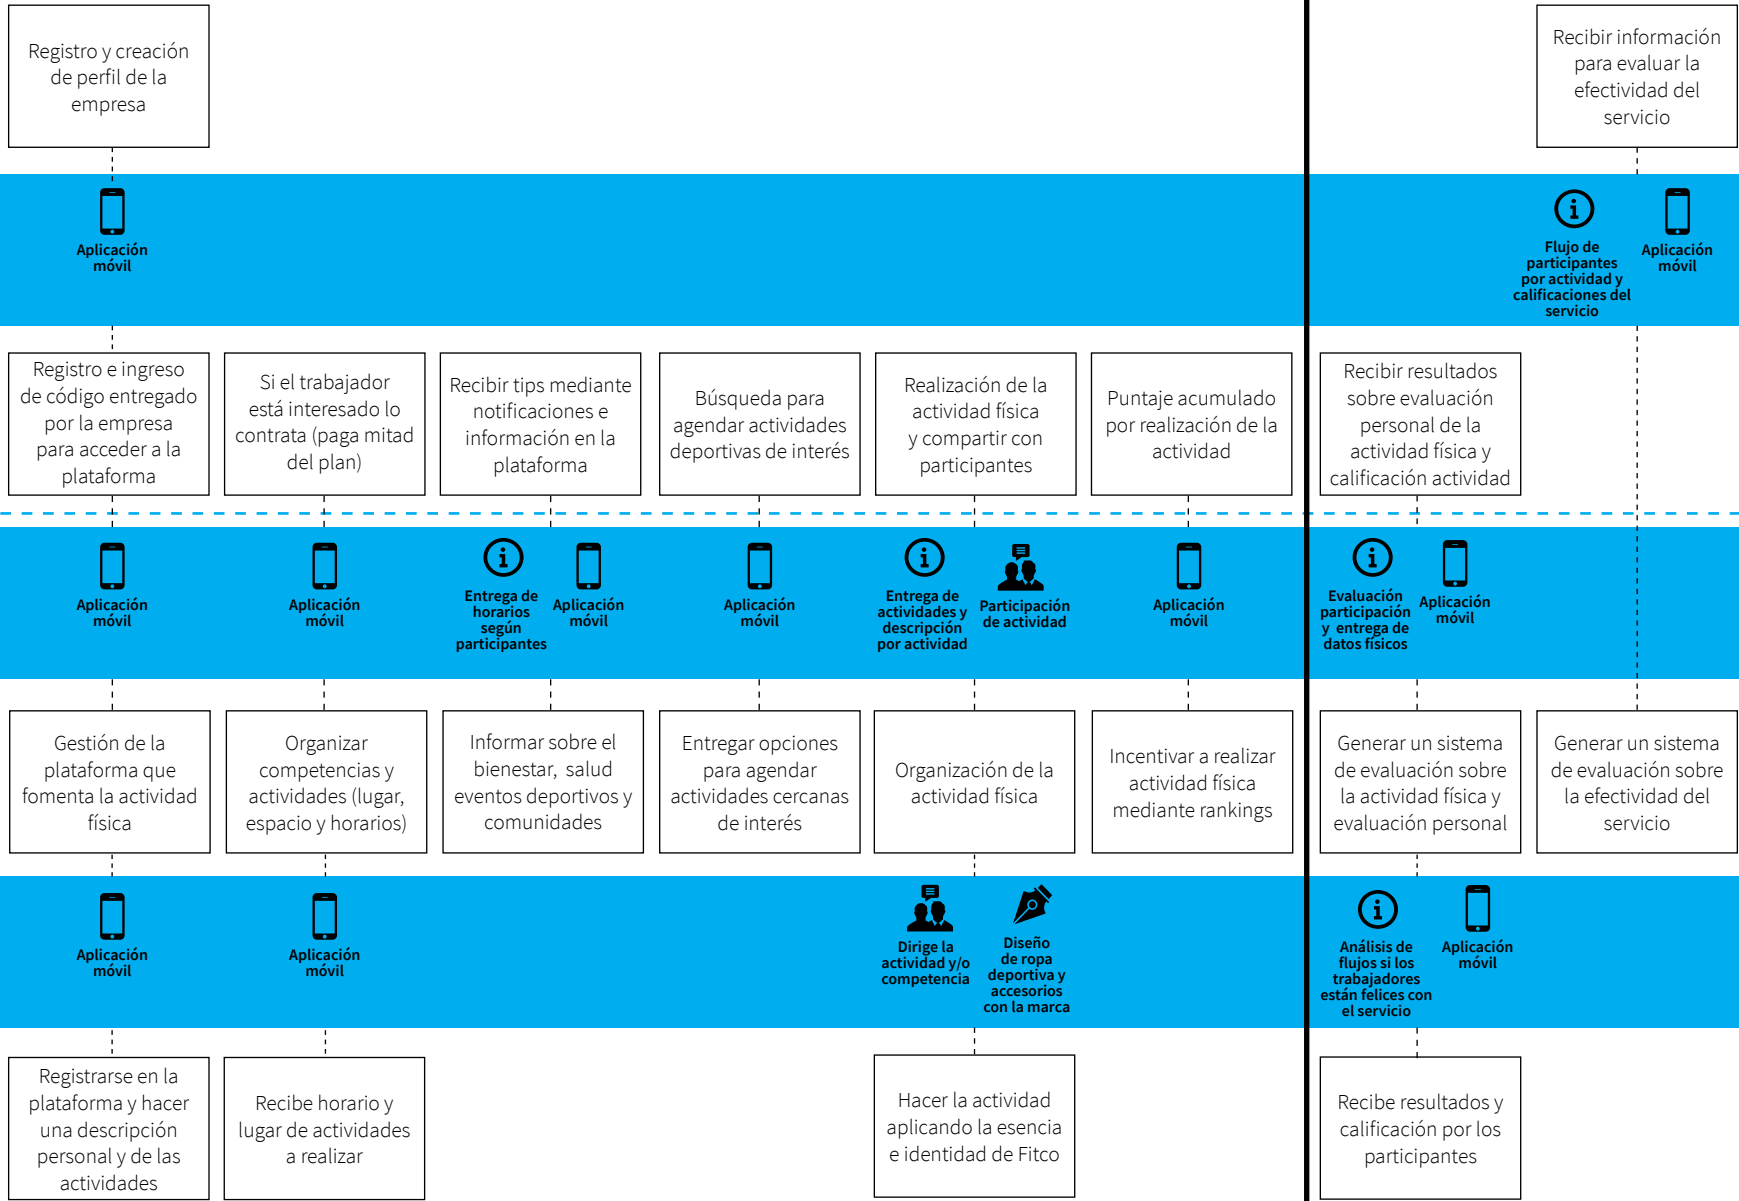 Registro y creación
de perfil de la
empresa
Recibir información
para evaluar la
efectividad del
servicio
Aplicación
móvil
Flujo de
participantes
por actividad y
calificaciones del
servicio
Aplicación
móvil
Registro e ingreso
de código entregado
por la empresa
para acceder a la
plataforma
Si el trabajador
está interesado lo
contrata (paga mitad
del plan)
Recibir tips mediante
notificaciones e
información en la
plataforma
Búsqueda para
agendar actividades
deportivas de interés
Realización de la
actividad física
y compartir con
participantes
Puntaje acumulado
por realización de la
actividad
Recibir resultados
sobre evaluación
personal de la
actividad física y
calificación actividad
Aplicación
móvil
Aplicación
móvil
Entrega de
horarios
según
participantes
Aplicación
móvil
Aplicación
móvil
Entrega de
actividades y
descripción
por actividad
Participación
de actividad
Aplicación
móvil
Evaluación
participación
y entrega de
datos físicos
Aplicación
móvil
Gestión de la
plataforma que
fomenta la actividad
física
Organizar
competencias y
actividades (lugar,
espacio y horarios)
Informar sobre el
bienestar, salud
eventos deportivos y
comunidades
Entregar opciones
para agendar
actividades cercanas
de interés
Organización de la
actividad física
Incentivar a realizar
actividad física
mediante rankings
Generar un sistema
de evaluación sobre
la actividad física y
evaluación personal
Generar un sistema
de evaluación sobre
la efectividad del
servicio
Aplicación
móvil
Aplicación
móvil
Dirige la
actividad y/o
competencia
Diseño
de ropa
deportiva y
accesorios
con la marca
Análisis de
flujos si los
trabajadores
están felices con
el servicio
Aplicación
móvil
Registrarse en la
plataforma y hacer
una descripción
personal y de las
actividades
Recibe horario y
lugar de actividades
a realizar
Hacer la actividad
aplicando la esencia
e identidad de Fitco
Recibe resultados y
calificación por los
participantes